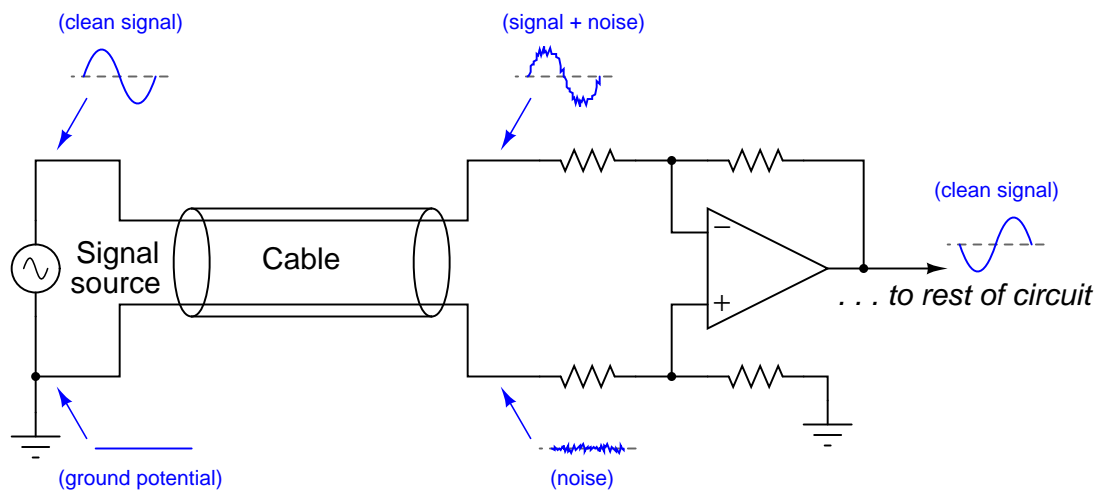 (clean signal)
(signal + noise)
(clean signal)
Signal
source
Cable
−
+
. . . to rest of circuit
(ground potential)
(noise)